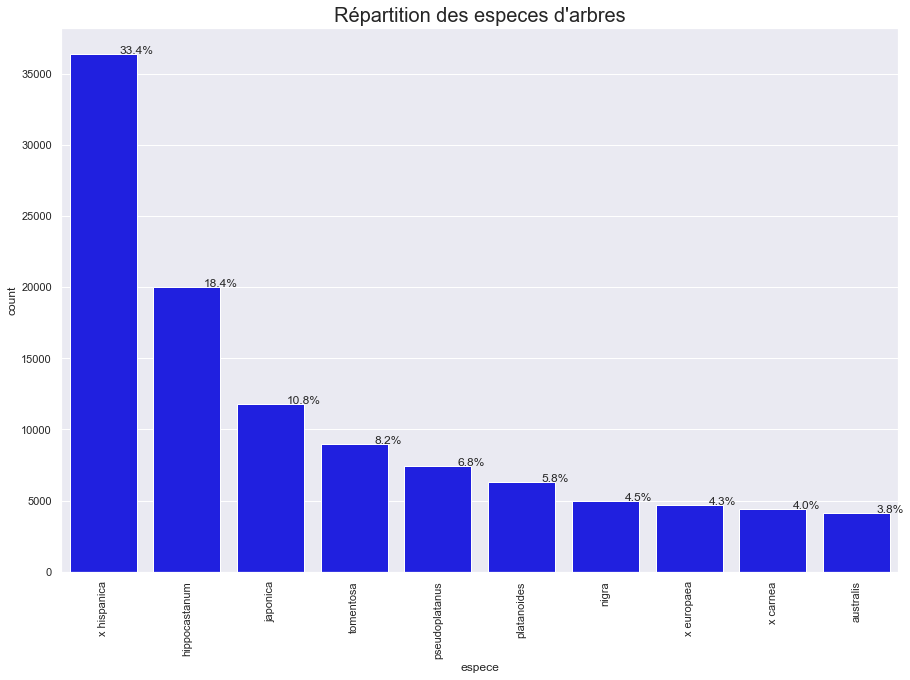 Répartition des especes d'arbres
33.4%
35000
30000
25000
20000
18.4%
15000
10.8%
10000
8.2%
6.8%
5.8%
5000
4.5%
4.3%
4.0%
3.8%
0
count
x hispanica
hippocastanum
japonica
tomentosa
pseudoplatanus
platanoides
nigra
x europaea
x carnea
australis
espece